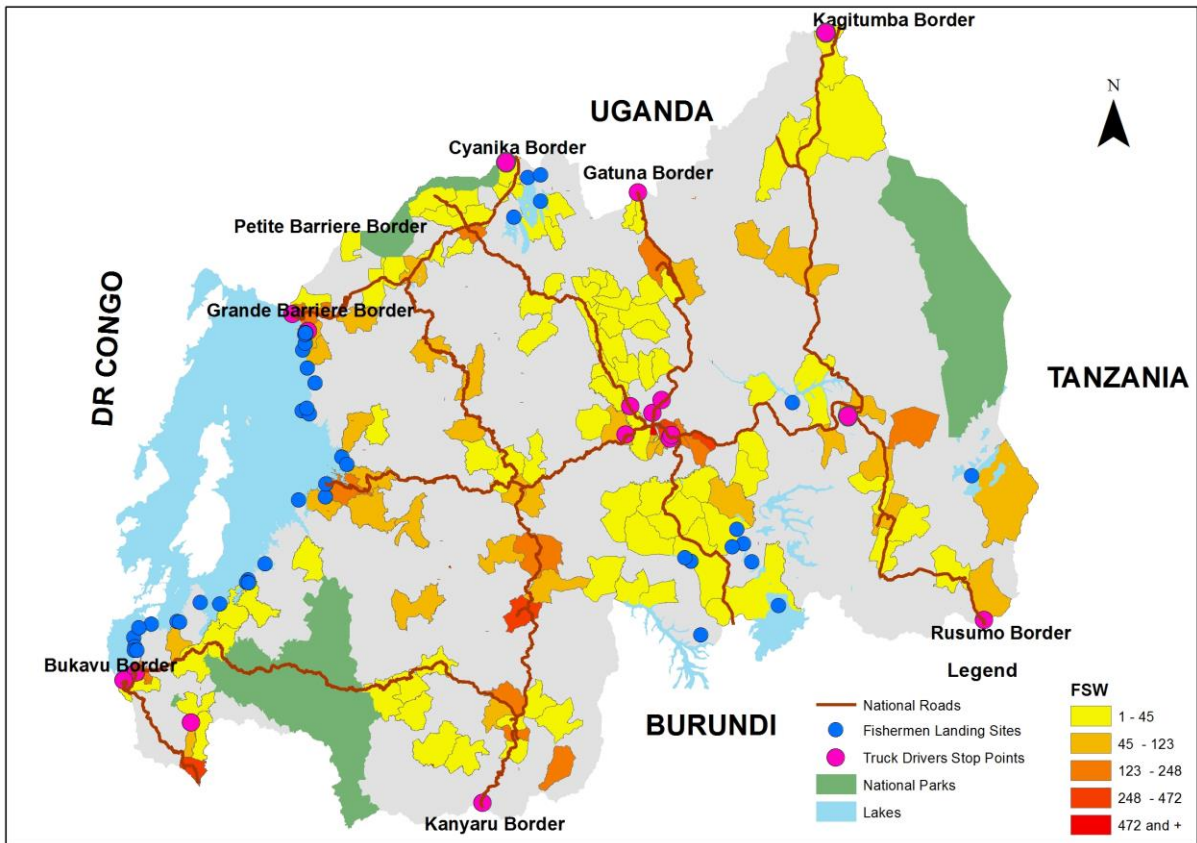 Kagitumba Border
N
UGANDA
Cyanika Border
Gatuna Border
Petite Barriere Border
DR CONGO
Grande Barriere Border
TANZANIA
Rusumo Border
Bukavu Border
BURUNDI
Kanyaru Border
Legend
National Roads
Fishermen Landing Sites
Truck Drivers Stop Points
National Parks
Lakes
FSW
1 - 45
45 - 123
123 - 248
248 - 472
472 and +